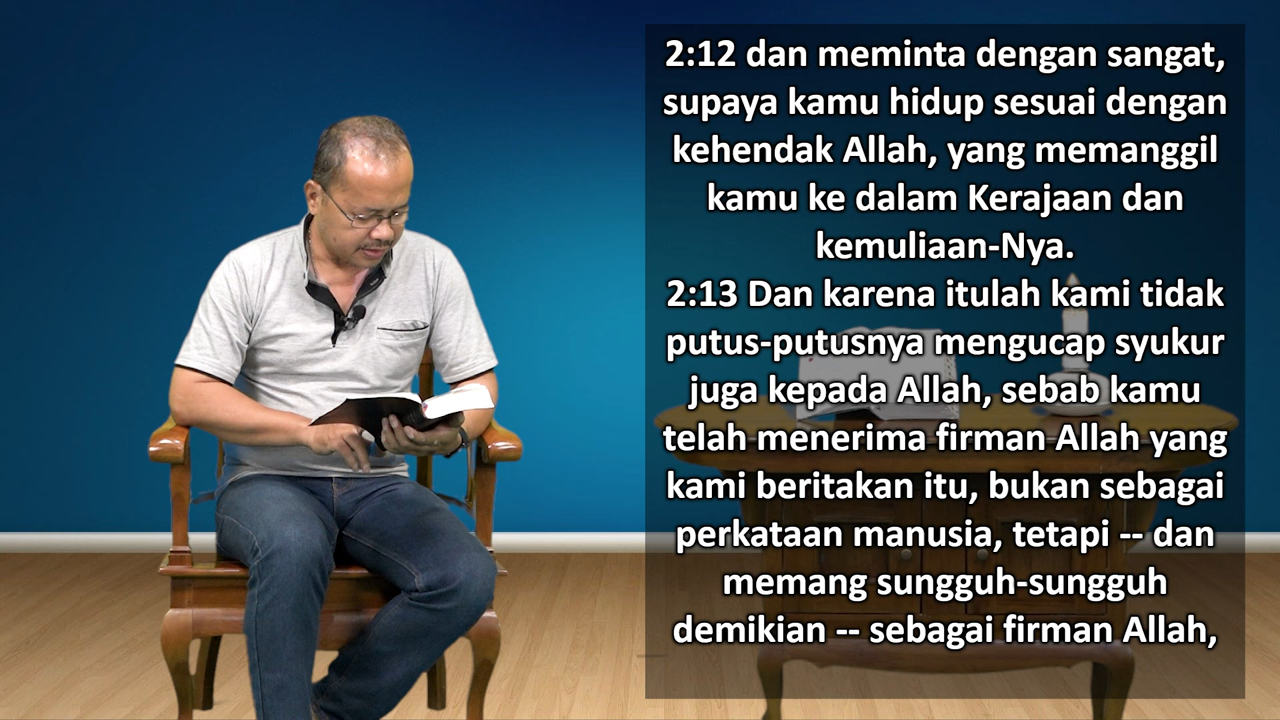 2:12 dan meminta dengan sangat,
supaya kamu hidup sesuai dengan
kehendak Allah, yang memanggil
kamu ke dalam Kerajaan dan
kemuliaan-Nya.
2:13 Dan karena itulah kami tidak
putus-putusnya mengucap syukur
juga kepada Allah, sebab kamu
telah menerima firman Allah yang
kami beritakan itu, bukan sebagai
perkataan manusia, tetapi -- dan
memang sungguh-sungguh
demikian -- sebagai firman Allah,